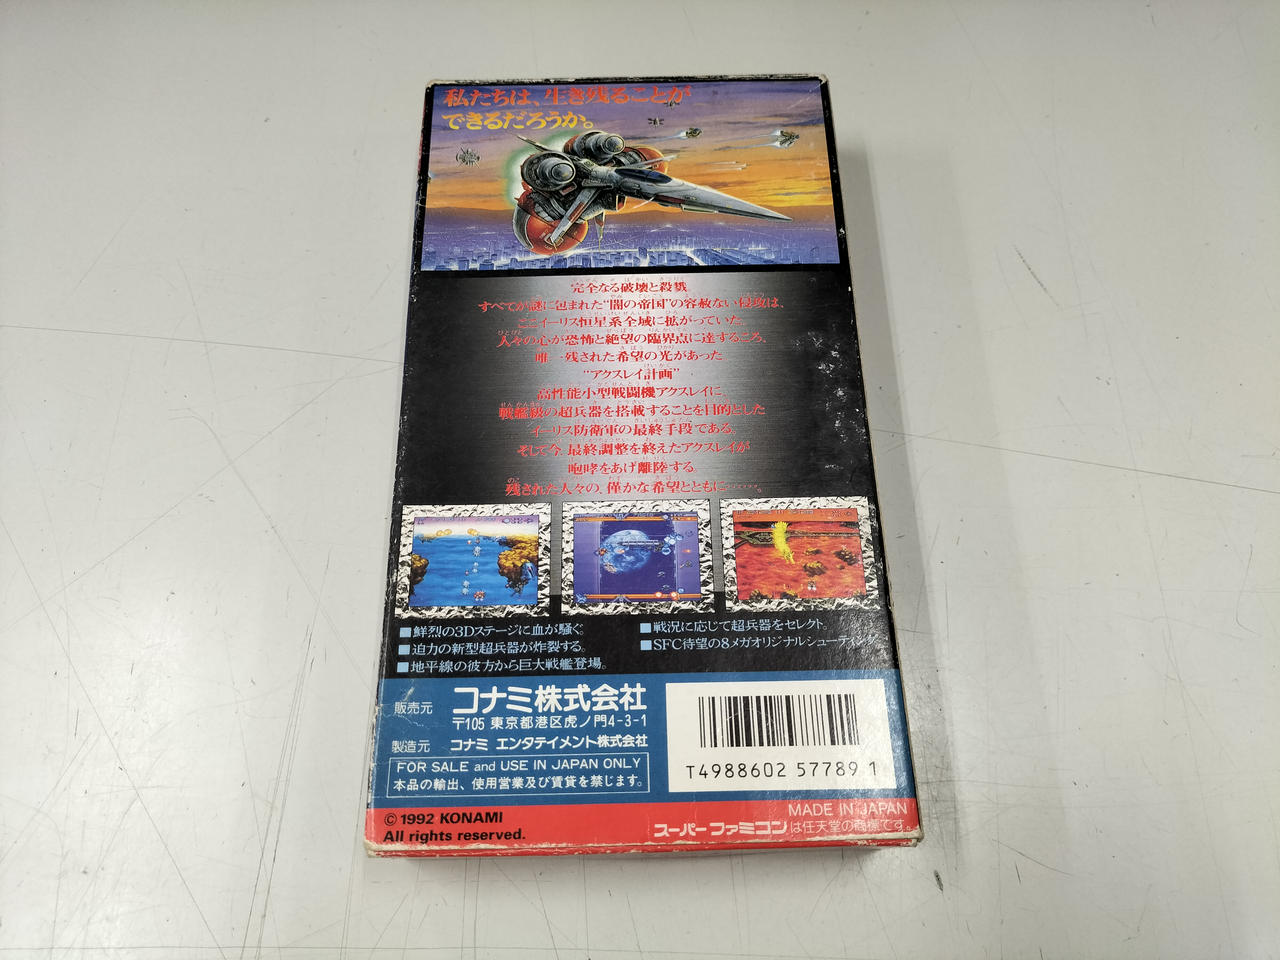 私たちは、生き残ることが
できるだろうか。
完全なる破壊と殺戮。
すべてが謎に包まれた“闇の帝国”の容赦ない侵攻は、
ここイーリス恒星系全域に拡がっていた。
人々の心が恐怖と絶望の臨界点に達するころ、
唯一残された希望の光があった
“アクスレイ計画”
高性能小型戦闘機アクスレイに、
戦艦級の超兵器を搭載することを目的とした
イーリス防衛軍の最終手段である。
そして今、最終調整を終えたアクスレイが
咆哮をあげ離陸する。
残された人々の、僅かな希望とともに……。
■鮮烈の3Dステージに血が騒ぐ。
■迫力の新型超兵器が炸裂する。
■地平線の彼方から巨大戦艦登場。
■戦況に応じて超兵器をセレクト。
■SFC待望の8メガオリジナルシューティング
販売元 コナミ株式会社
〒105 東京都港区虎ノ門4-3-1
製造元 コナミ エンタテイメント株式会社
FOR SALE and USE IN JAPAN ONLY
本品の輸出、使用営業及び賃貸を禁じます。
T4988602 57789 1
© 1992 KONAMI
All rights reserved.
MADE IN JAPAN
スーパーファミコンは任天堂の商標です。